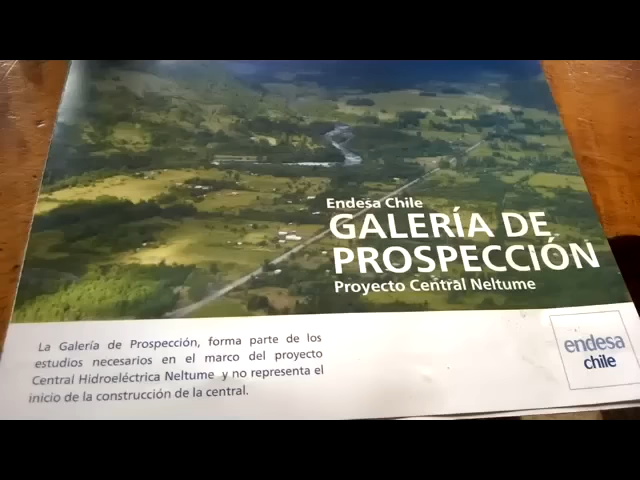 Endesa Chile
GALERÍA DE
PROSPECCIÓN
Proyecto Central Neltume
La Galería de Prospección, forma parte de los
estudios necesarios en el marco del proyecto
Central Hidroeléctrica Neltume y no representa el
inicio de la construcción de la central.
endesa
chile